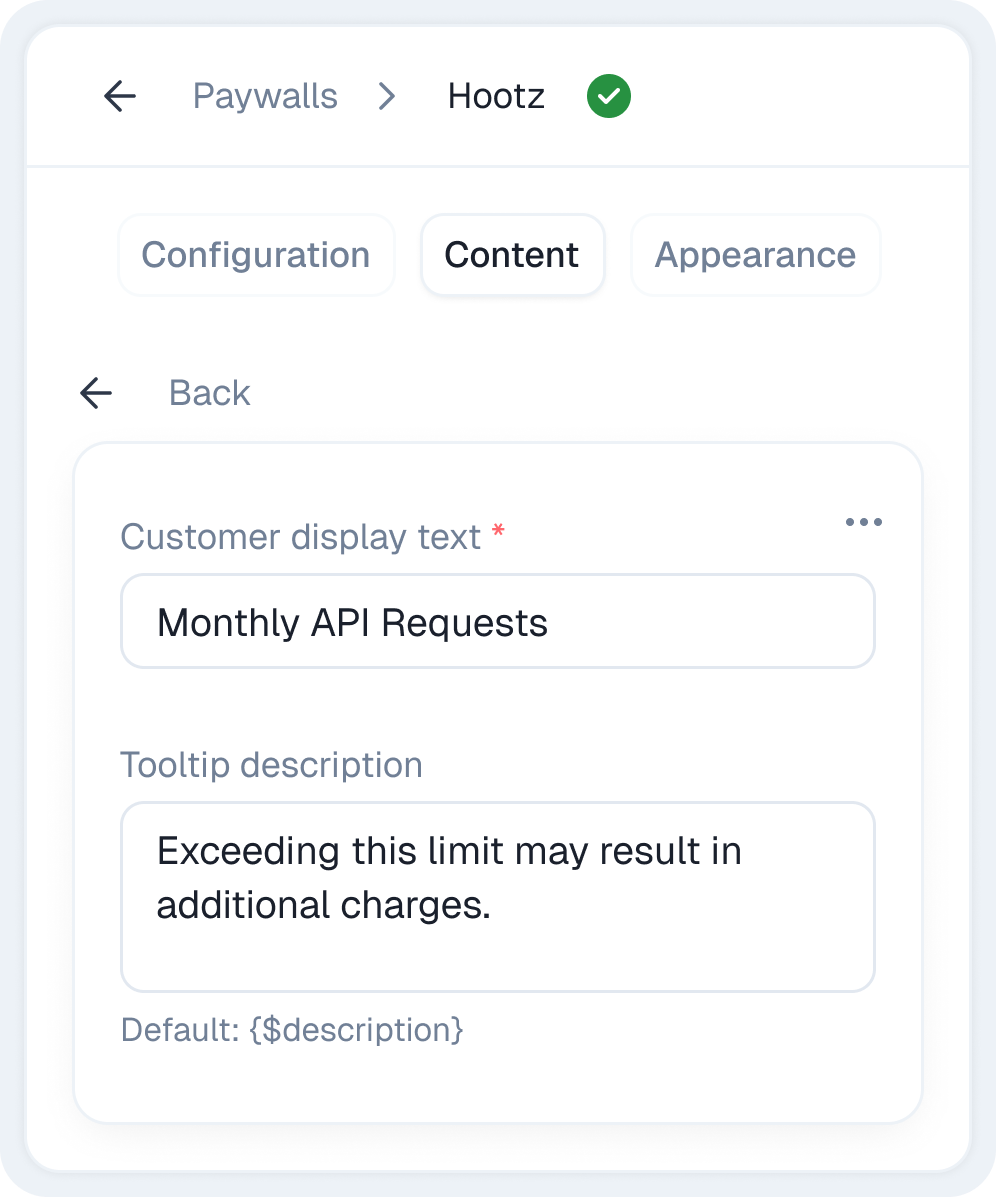 Paywalls > Hootz
Configuration Content Appearance
Back
Customer display text *
Monthly API Requests
Tooltip description
Exceeding this limit may result in
additional charges.
Default: {$description}